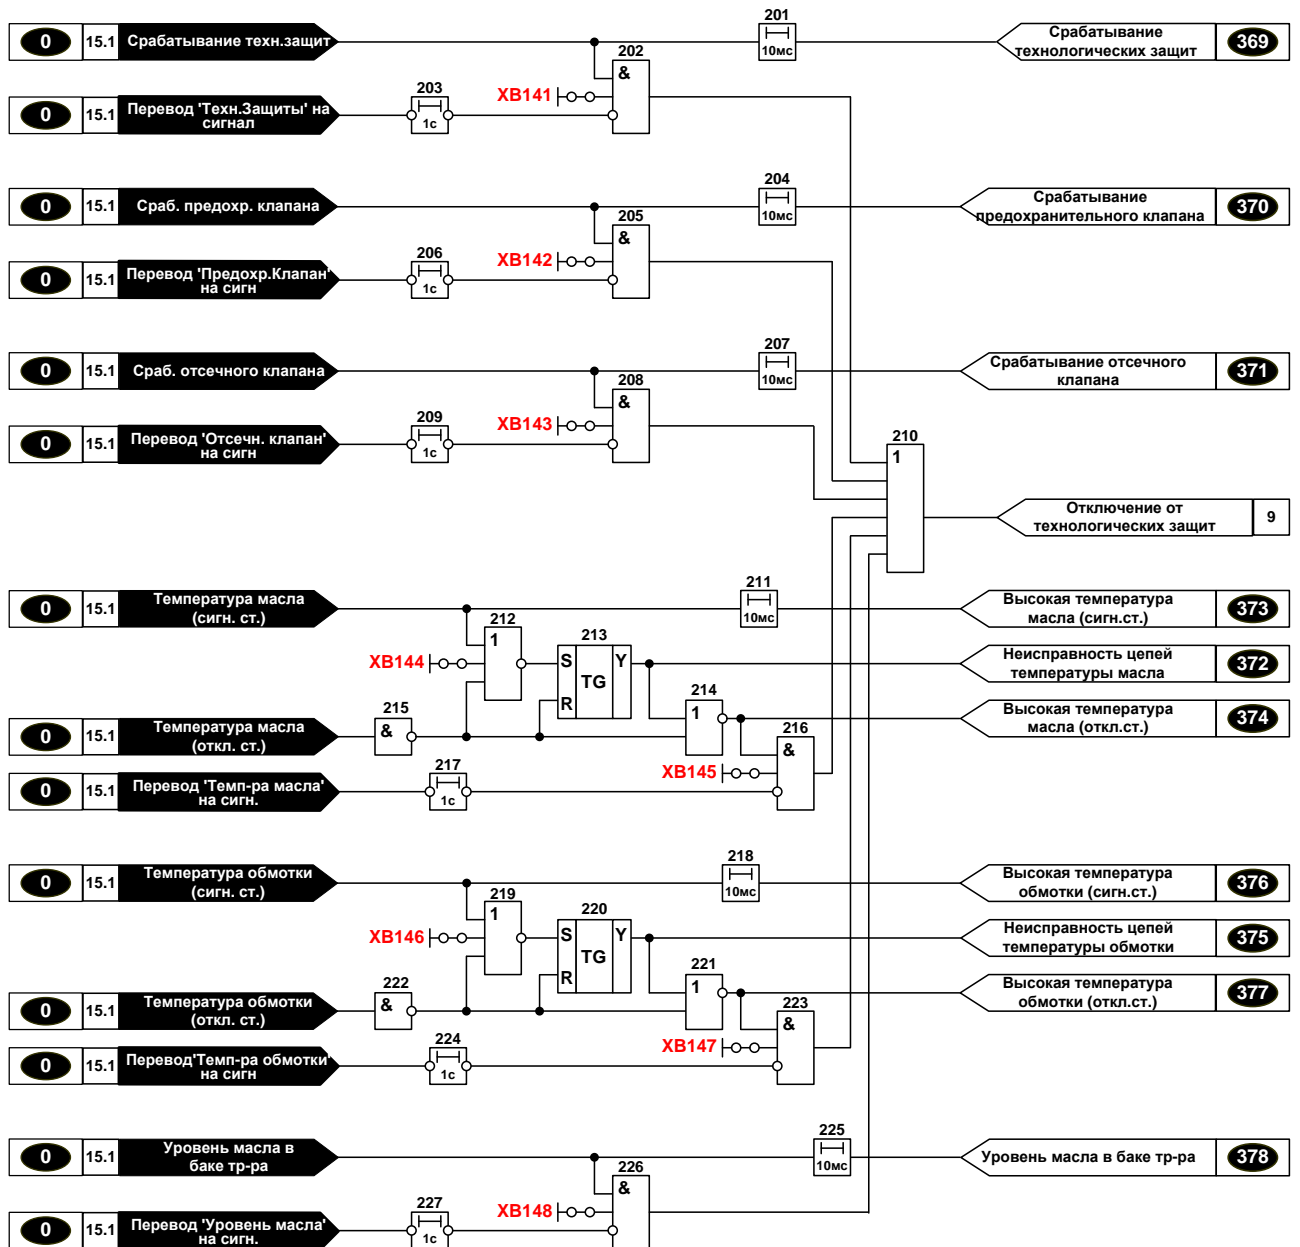 201
0 15.1 Срабатывание техн.защит
10мс
Срабатывание
технологических защит
369
202
&
203
XB141
0 15.1 Перевод 'Техн.Защиты' на
сигнал
1с
204
0 15.1 Сраб. предохр. клапана
10мс
Срабатывание
предохранительного клапана
370
205
&
206
XB142
0 15.1 Перевод 'Предохр.Клапан'
на сигн
1с
207
0 15.1 Сраб. отсечного клапана
10мс
Срабатывание отсечного
клапана
371
208
&
209
XB143
0 15.1 Перевод 'Отсечн. клапан'
на сигн
1с
210
1
Отключение от
технологических защит
9
211
0 15.1 Температура масла
(сигн. ст.)
10мс
Высокая температура
масла (сигн.ст.)
373
212
1
213
XB144
S TG Y
R
Неисправность цепей
температуры масла
372
214
1
215
0 15.1 Температура масла
(откл. ст.)
&
Высокая температура
масла (откл.ст.)
374
216
&
217
XB145
0 15.1 Перевод 'Темп-ра масла'
на сигн.
1с
218
0 15.1 Температура обмотки
(сигн. ст.)
10мс
Высокая температура
обмотки (сигн.ст.)
376
219
1
220
XB146
S TG Y
R
Неисправность цепей
температуры обмотки
375
221
1
222
0 15.1 Температура обмотки
(откл. ст.)
&
Высокая температура
обмотки (откл.ст.)
377
223
&
224
XB147
0 15.1 Перевод'Темп-ра обмотки'
на сигн
1с
225
0 15.1 Уровень масла в
баке тр-ра
10мс
Уровень масла в баке тр-ра
378
226
&
227
XB148
0 15.1 Перевод 'Уровень масла'
на сигн.
1с